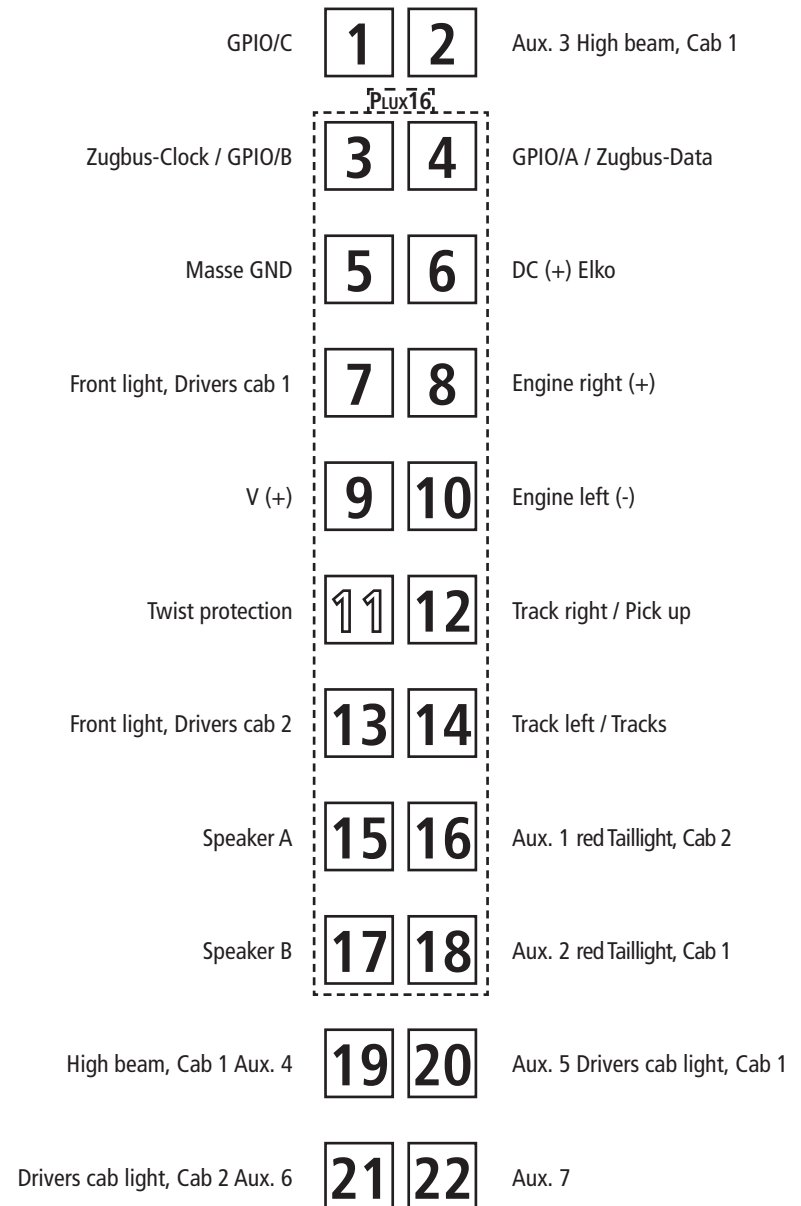 GPIO/C 1 2 Aux. 3 High beam, Cab 1
PLUX16
Zugbus-Clock / GPIO/B 3 4 GPIO/A / Zugbus-Data
Masse GND 5 6 DC (+) Elko
Front light, Drivers cab 1 7 8 Engine right (+)
V (+) 9 10 Engine left (-)
Twist protection 11 12 Track right / Pick up
Front light, Drivers cab 2 13 14 Track left / Tracks
Speaker A 15 16 Aux. 1 red Taillight, Cab 2
Speaker B 17 18 Aux. 2 red Taillight, Cab 1
High beam, Cab 1 Aux. 4 19 20 Aux. 5 Drivers cab light, Cab 1
Drivers cab light, Cab 2 Aux. 6 21 22 Aux. 7